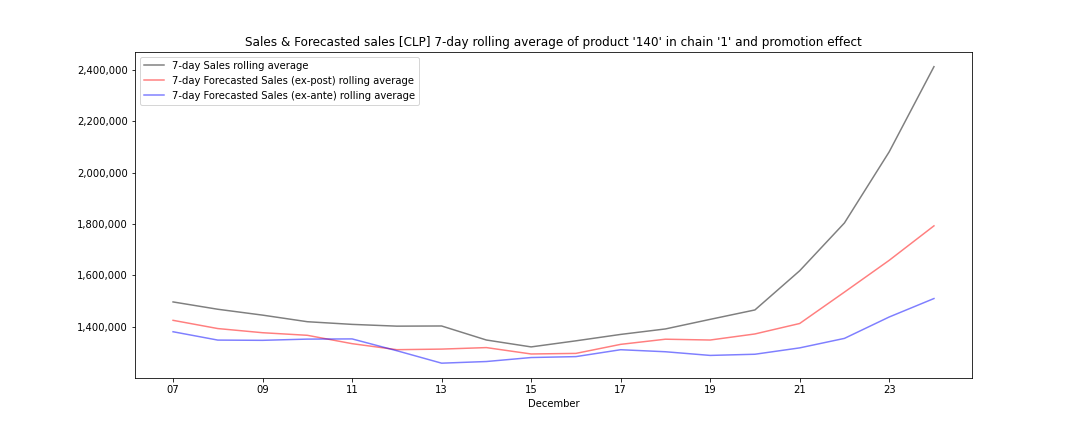 Sales & Forecasted sales [CLP] 7-day rolling average of product '140' in chain '1' and promotion effect
7-day Sales rolling average
7-day Forecasted Sales (ex-post) rolling average
7-day Forecasted Sales (ex-ante) rolling average
2,400,000
2,200,000
2,000,000
1,800,000
1,600,000
1,400,000
07 09 11 13 15 17 19 21 23
December